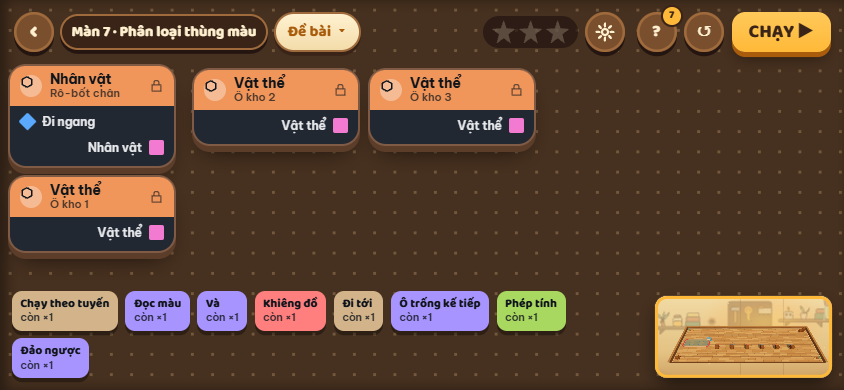 Màn 7 · Phân loại thùng màu
Đề bài
?
7
CHẠY
Nhân vật
Rô-bốt chân
Đi ngang
Nhân vật
Vật thể
Ô kho 2
Vật thể
Vật thể
Ô kho 3
Vật thể
Vật thể
Ô kho 1
Vật thể
Chạy theo tuyến
còn ×1
Đọc màu
còn ×1
Và
còn ×1
Khiêng đồ
còn ×1
Đi tới
còn ×1
Ô trống kế tiếp
còn ×1
Phép tính
còn ×1
Đảo ngược
còn ×1